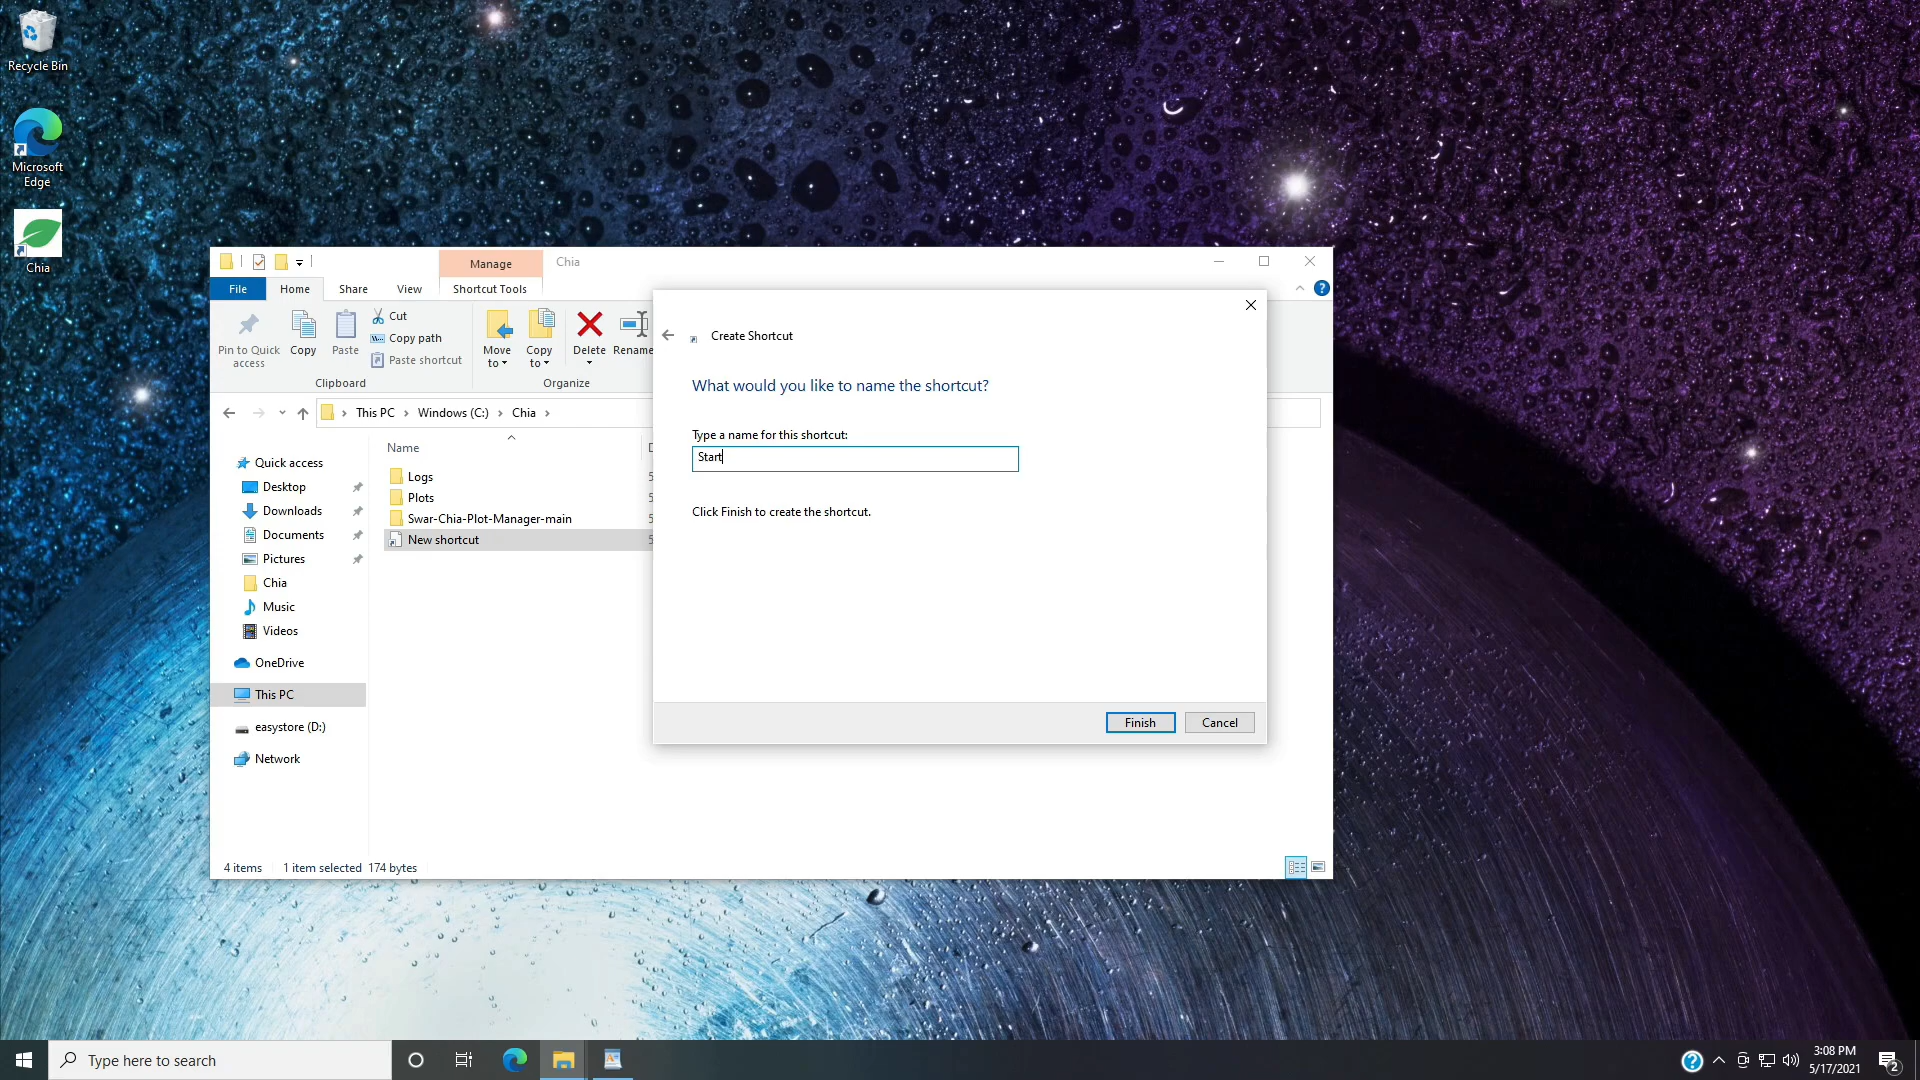 Recycle Bin
Microsoft
Edge
Chia
Manage
Chia
File
Home
Share
View
Shortcut Tools
Pin to Quick
access
Copy
Paste
Cut
Copy path
Paste shortcut
Clipboard
Move
to
Copy
to
Delete
Rename
Organize
This PC
Windows (C:)
Chia
Name
Quick access
Desktop
Downloads
Documents
Pictures
Chia
Music
Videos
OneDrive
This PC
easystore (D:)
Network
Logs
5
Plots
5
Swar-Chia-Plot-Manager-main
5
New shortcut
5
4 items
1 item selected 174 bytes
Create Shortcut
What would you like to name the shortcut?
Type a name for this shortcut:
Start
Click Finish to create the shortcut.
Finish
Cancel
Type here to search
3:08 PM
5/17/2021
2